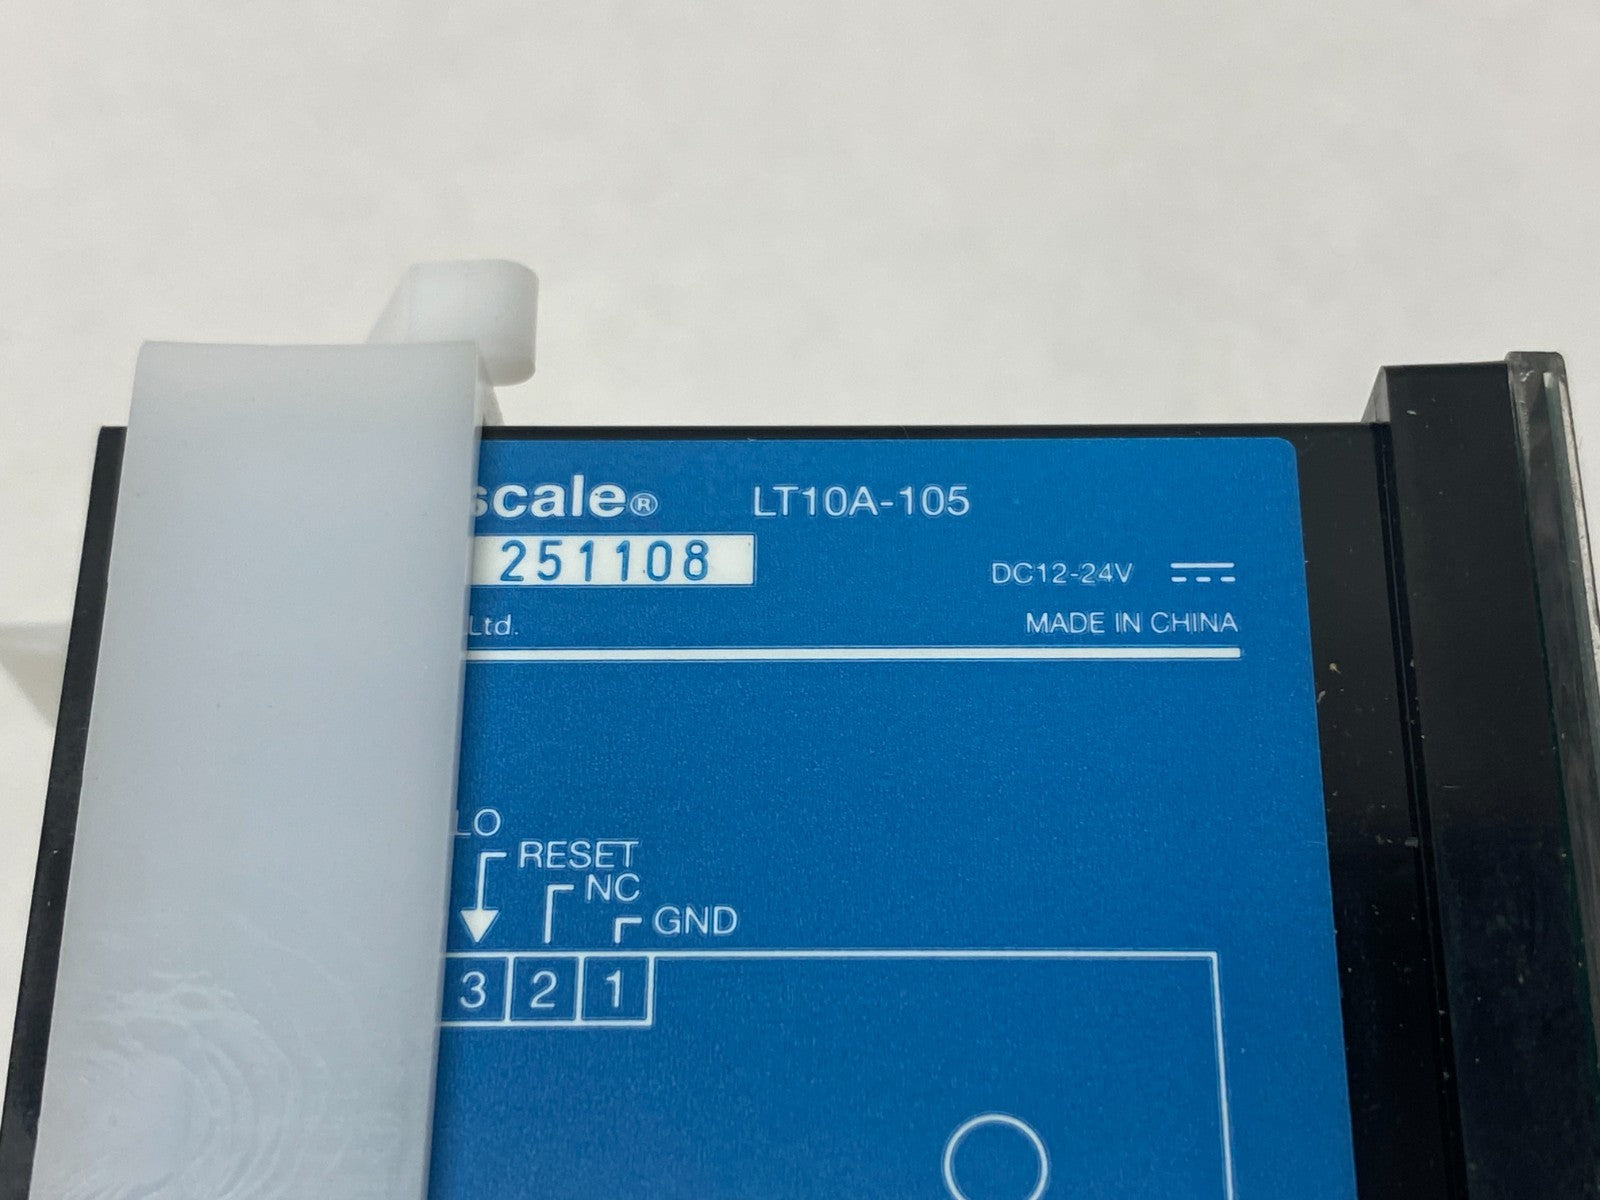 scale® LT10A-105
251108
DC12-24V
Ltd. MADE IN CHINA
LO
RESET
NC
GND
3 2 1